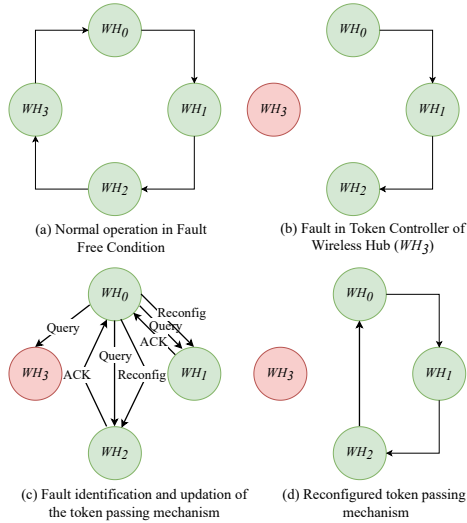 WH0
WH3
WH1
WH2
(a) Normal operation in Fault
Free Condition
WH0
WH3
WH1
WH2
(b) Fault in Token Controller of
Wireless Hub (WH3)
WH0
Reconfig
Query
Query
ACK
Query
WH3
ACK
Reconfig
WH1
WH2
(c) Fault identification and updation of
the token passing mechanism
WH0
WH3
WH1
WH2
(d) Reconfigured token passing
mechanism